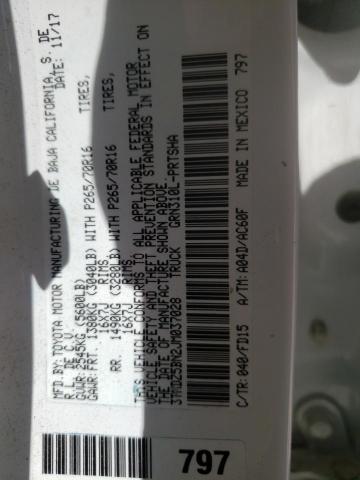 MFD.BY: TOYOTA MOTOR MANUFACTURING DE BAJA CALIFORNIA S. DE
R.L. DE C.V. DATE: 11/17
GVWR: 2545KG (5600LB)
GAWR: FRT. 1380KG (3040LB) WITH P265/70R16 TIRES,
16X7J RIMS
RR. 1490KG (3280LB) WITH P265/70R16 TIRES,
16X7J RIMS
THIS VEHICLE CONFORMS TO ALL APPLICABLE FEDERAL MOTOR
VEHICLE SAFETY AND THEFT PREVENTION STANDARDS IN EFFECT ON
THE DATE OF MANUFACTURE SHOWN ABOVE.
3TMDZ5BN2JM037028 TRUCK GRN310L-PRTSHA
C/TR: 040/FD15 A/TM: A04D/AC60F MADE IN MEXICO 797
797